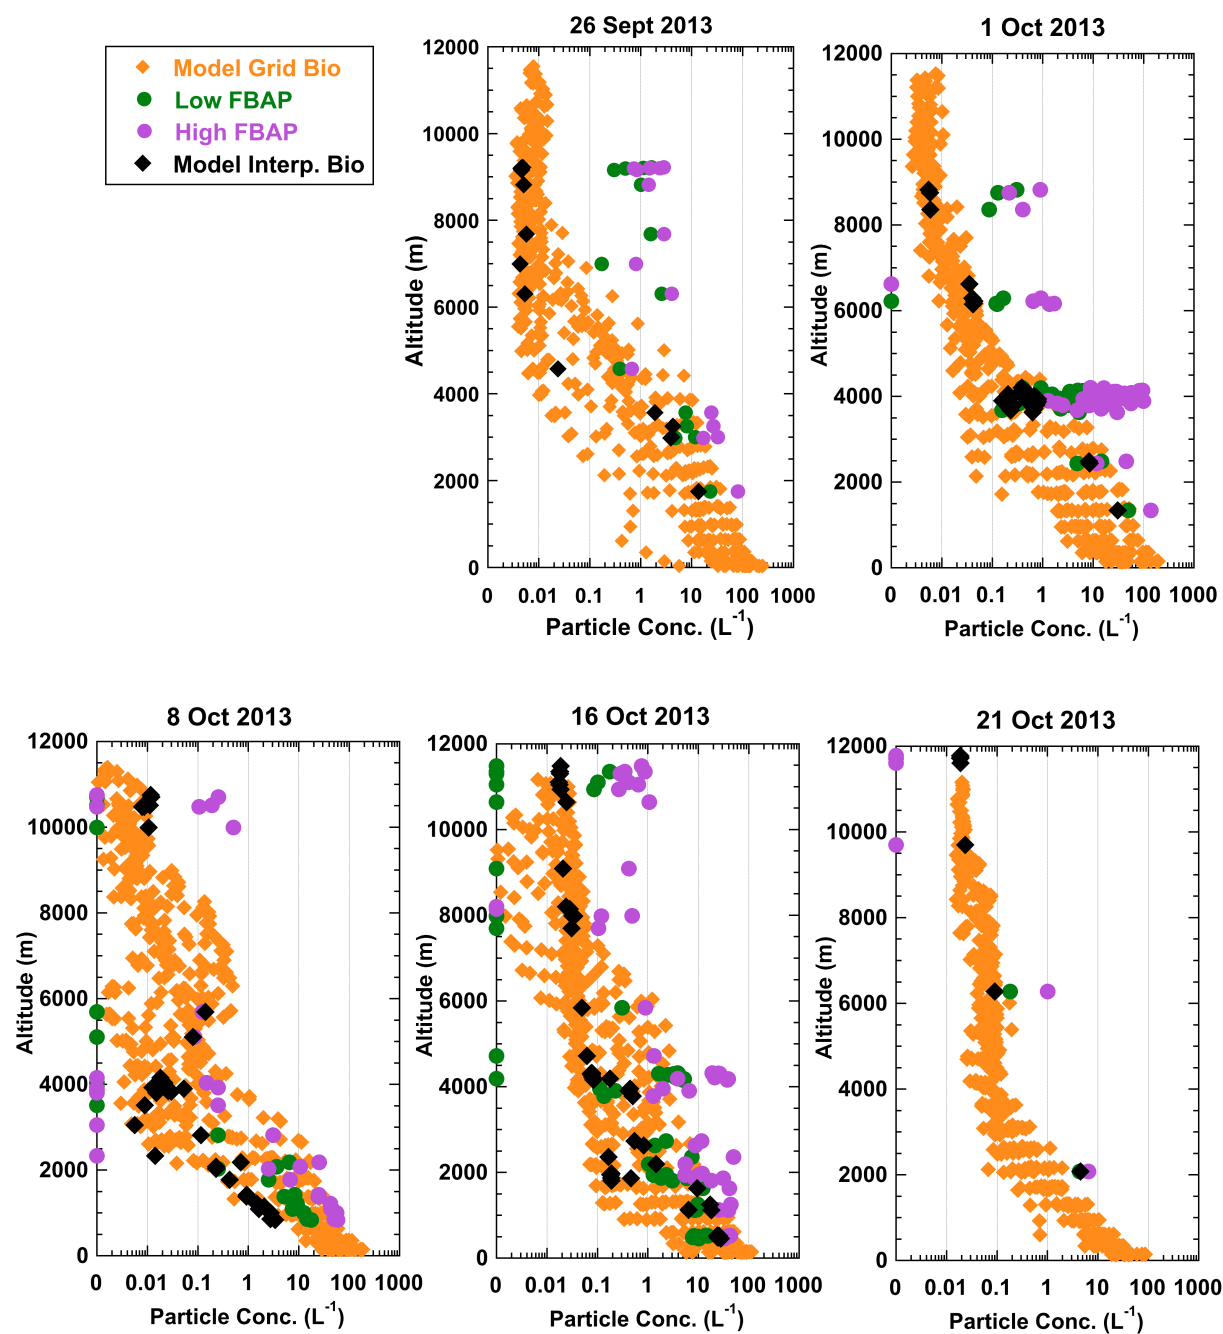 Model Grid Bio
Low FBAP
High FBAP
Model Interp. Bio
26 Sept 2013
12000
10000
8000
6000
4000
2000
0
Altitude (m)
0 0.01 0.1 1 10 100 1000
Particle Conc. (L⁻¹)
1 Oct 2013
12000
10000
8000
6000
4000
2000
0
Altitude (m)
0 0.01 0.1 1 10 100 1000
Particle Conc. (L⁻¹)
8 Oct 2013
12000
10000
8000
6000
4000
2000
0
Altitude (m)
0 0.01 0.1 1 10 100 1000
Particle Conc. (L⁻¹)
16 Oct 2013
12000
10000
8000
6000
4000
2000
0
Altitude (m)
0 0.01 0.1 1 10 100 1000
Particle Conc. (L⁻¹)
21 Oct 2013
12000
10000
8000
6000
4000
2000
0
Altitude (m)
0 0.01 0.1 1 10 100 1000
Particle Conc. (L⁻¹)